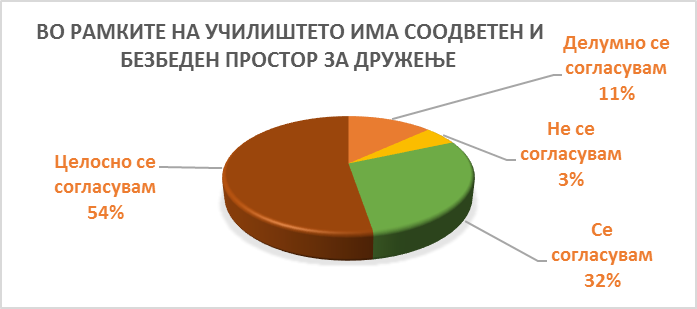 ВО РАМКИТЕ НА УЧИЛИШТЕТО ИМА СООДВЕТЕН И
БЕЗБЕДЕН ПРОСТОР ЗА ДРУЖЕЊЕ
Делумно се
согласувам
11%
Не се
согласувам
3%
Се
согласувам
32%
Целосно се
согласувам
54%